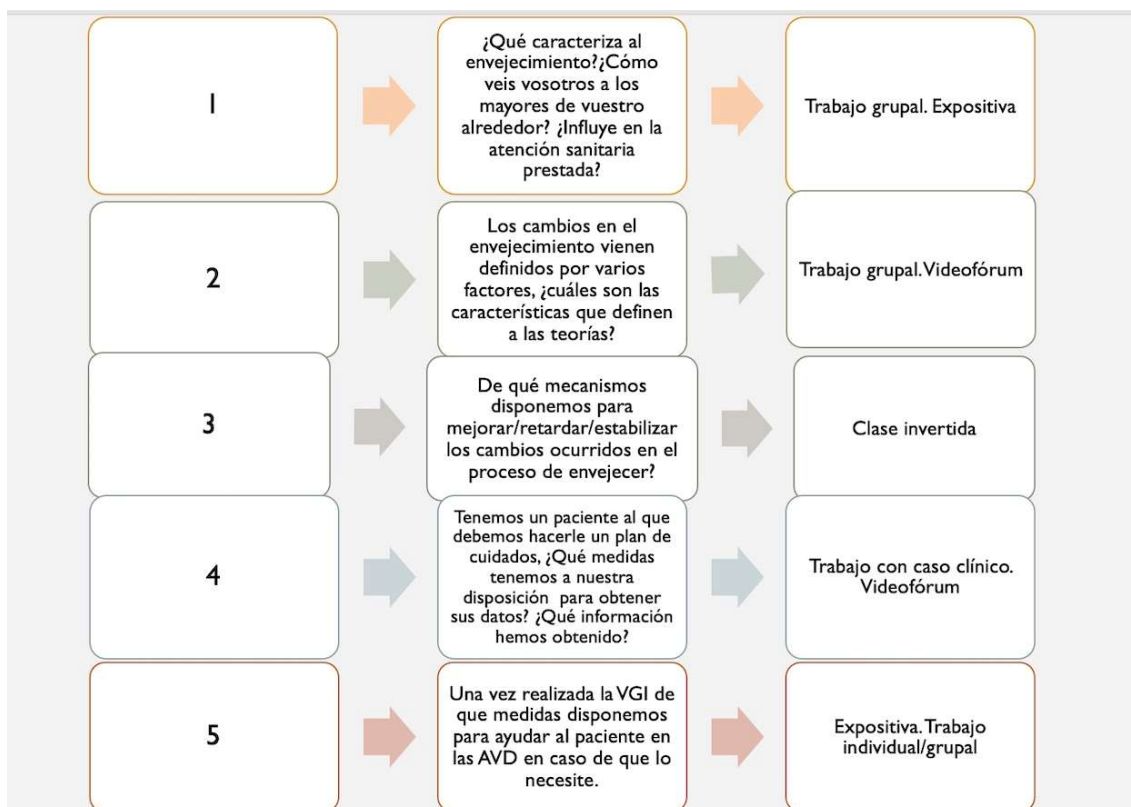 1
¿Qué caracteriza al
envejecimiento?¿Cómo
veis vosotros a los
mayores de vuestro
alrededor? ¿Influye en la
atención sanitaria
prestada?
Trabajo grupal. Expositiva
2
Los cambios en el
envejecimiento vienen
definidos por varios
factores, ¿cuáles son las
características que definen
a las teorías?
Trabajo grupal. Videofórum
3
De qué mecanismos
disponemos para
mejorar/retardar/estabilizar
los cambios ocurridos en el
proceso de envejecer?
Clase invertida
4
Tenemos un paciente al que
debemos hacerle un plan de
cuidados, ¿Qué medidas
tenemos a nuestra
disposición para obtener
sus datos? ¿Qué información
hemos obtenido?
Trabajo con caso clínico.
Videofórum
5
Una vez realizada la VGI de
que medidas disponemos
para ayudar al paciente en
las AVD en caso de que lo
necesite.
Expositiva. Trabajo
individual/grupal